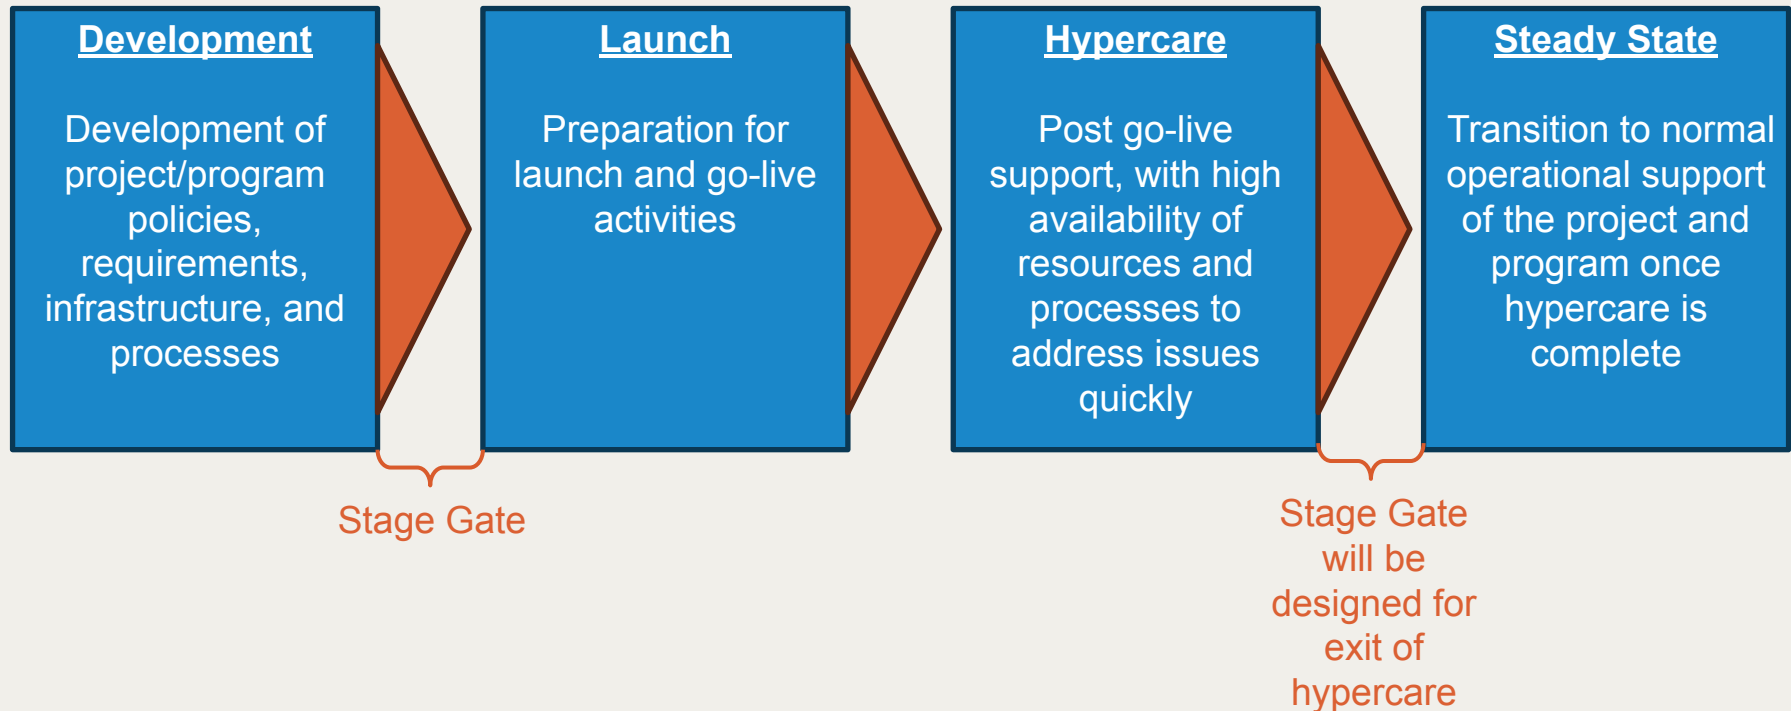 Development
Development of
project/program
policies,
requirements,
infrastructure, and
processes
Launch
Preparation for
launch and go-live
activities
Hypercare
Post go-live
support, with high
availability of
resources and
processes to
address issues
quickly
Steady State
Transition to normal
operational support
of the project and
program once
hypercare is
complete
Stage Gate
Stage Gate
will be
designed for
exit of
hypercare